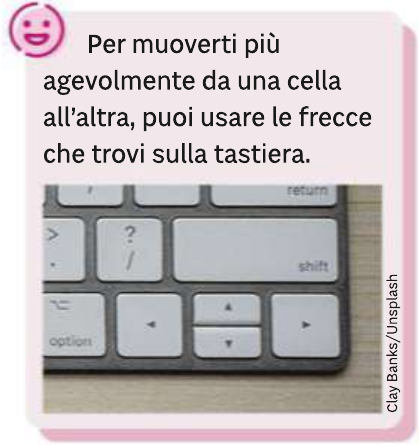 Per muoverti più
agevolmente da una cella
all’altra, puoi usare le frecce
che trovi sulla tastiera.
return
>
.
?
/
shift
option
Clay Banks/Unsplash